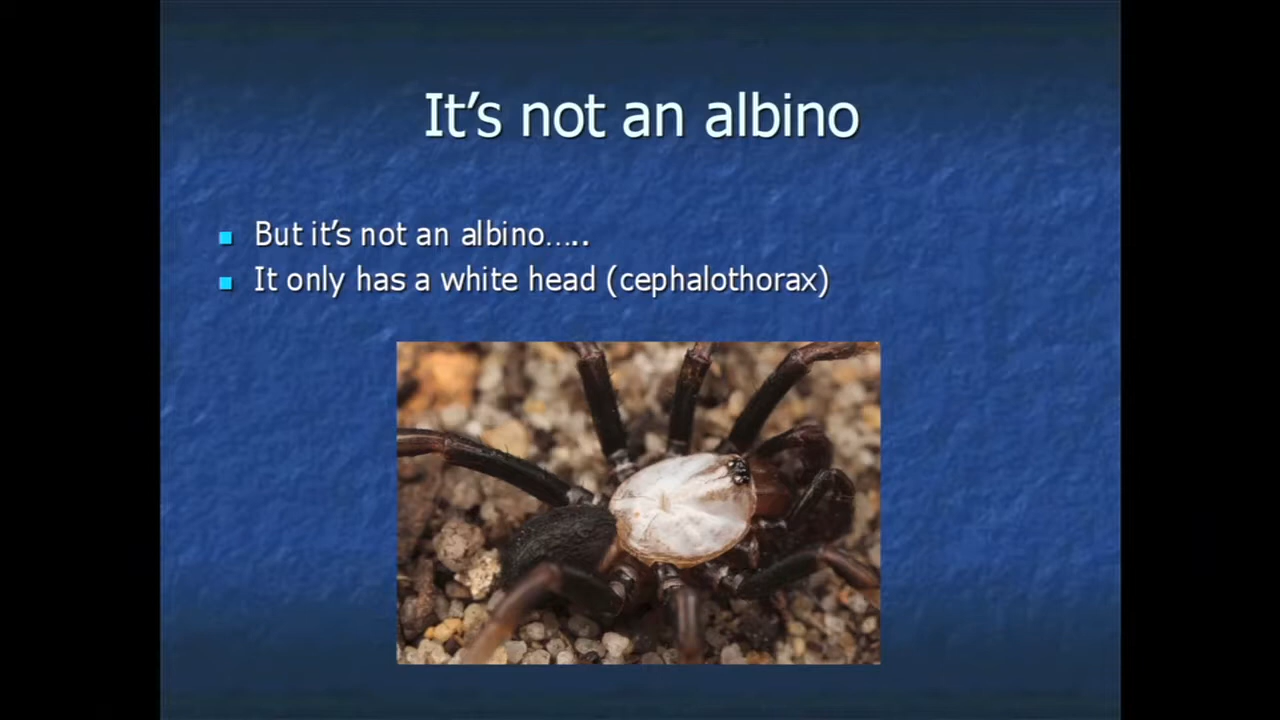 It's not an albino
But it's not an albino.....
It only has a white head (cephalothorax)